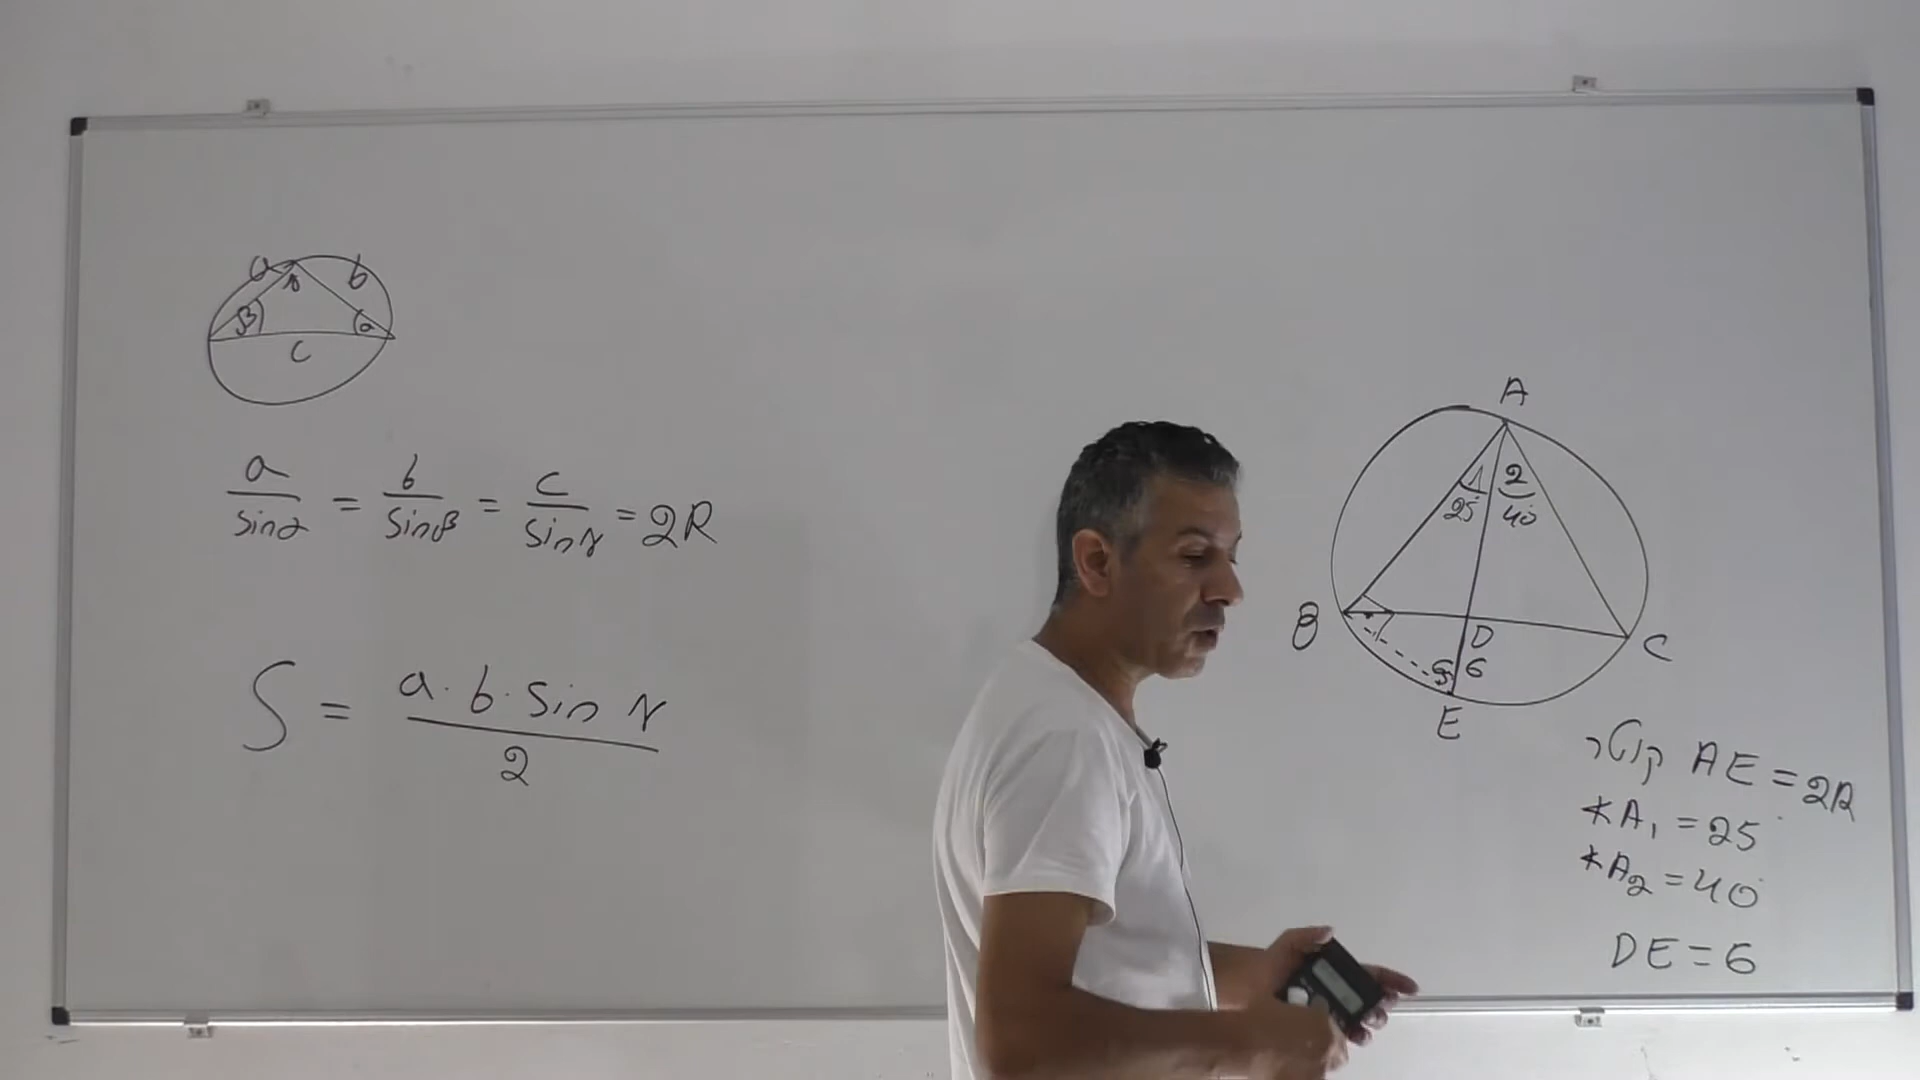 a b
β γ α
c
a/sinα = b/sinβ = c/sinγ = 2R
S = a·b·sin γ / 2
A
1 2
25° 40°
B D C
65 6
E
קוטר AE = 2R
∢A₁ = 25°
∢A₂ = 40°
DE = 6